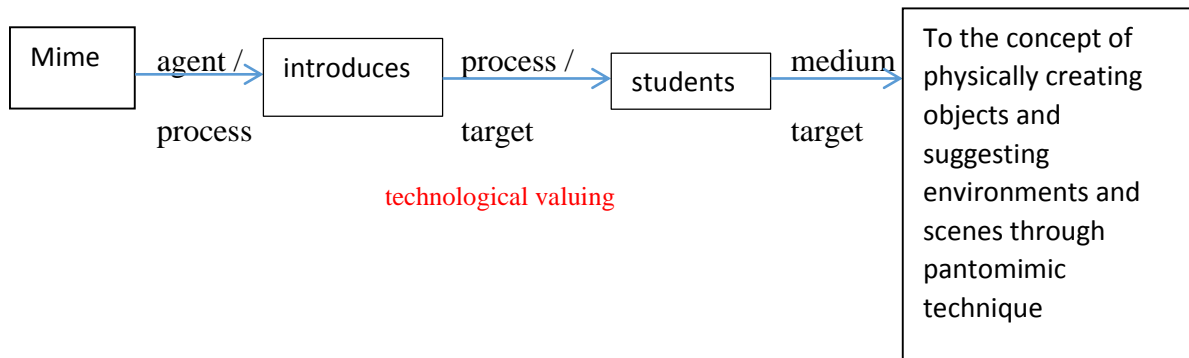 Mime
agent /
process
introduces
process /
target
students
medium
target
To the concept of
physically creating
objects and
suggesting
environments and
scenes through
pantomimic
technique
technological valuing